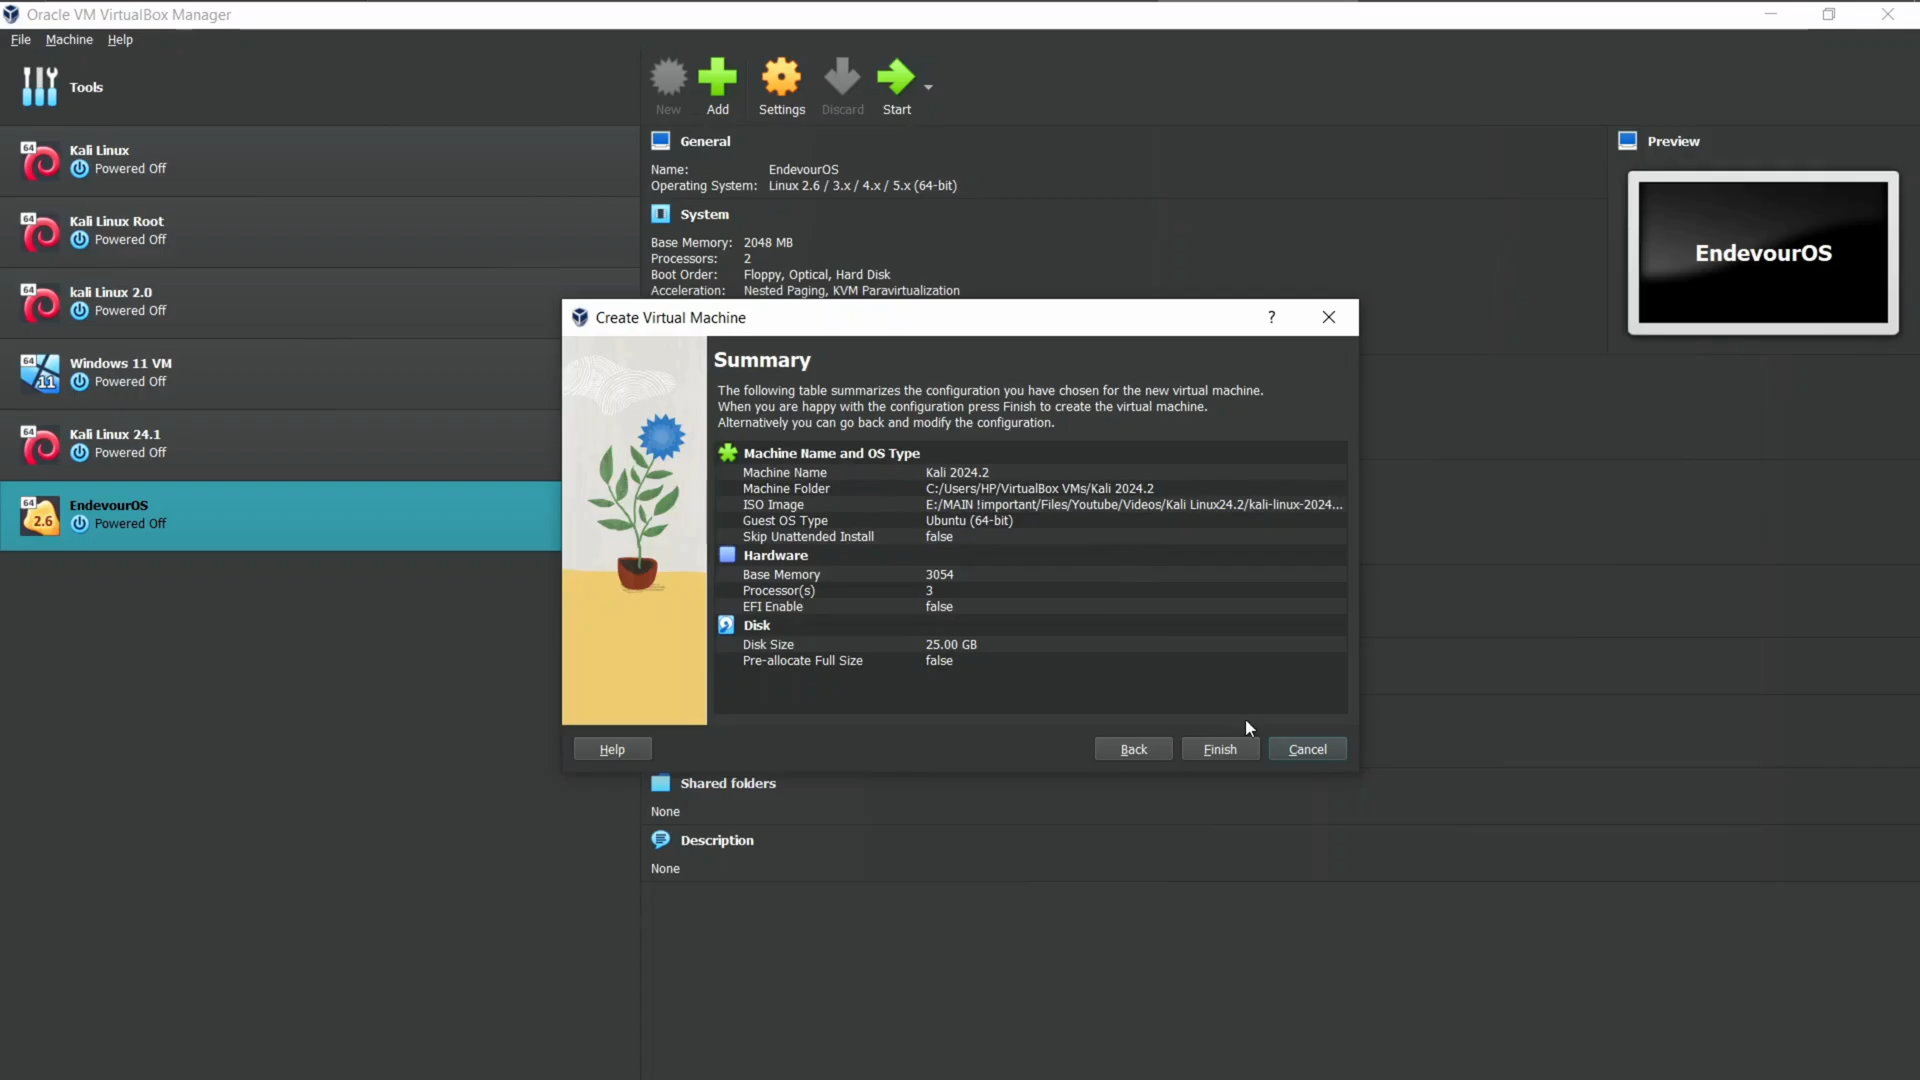 Oracle VM VirtualBox Manager
File Machine Help
Tools
New Add Settings Discard Start
64
Kali Linux
Powered Off
64
Kali Linux Root
Powered Off
64
kali Linux 2.0
Powered Off
64
11
Windows 11 VM
Powered Off
64
Kali Linux 24.1
Powered Off
64
2.6
EndevourOS
Powered Off
General
Name: EndevourOS
Operating System: Linux 2.6 / 3.x / 4.x / 5.x (64-bit)
System
Base Memory: 2048 MB
Processors: 2
Boot Order: Floppy, Optical, Hard Disk
Acceleration: Nested Paging, KVM Paravirtualization
Preview
EndevourOS
Create Virtual Machine
?
Summary
The following table summarizes the configuration you have chosen for the new virtual machine.
When you are happy with the configuration press Finish to create the virtual machine.
Alternatively you can go back and modify the configuration.
Machine Name and OS Type
Machine Name Kali 2024.2
Machine Folder C:/Users/HP/VirtualBox VMs/Kali 2024.2
ISO Image E:/MAIN !important/Files/Youtube/Videos/Kali Linux24.2/kali-linux-2024...
Guest OS Type Ubuntu (64-bit)
Skip Unattended Install false
Hardware
Base Memory 3054
Processor(s) 3
EFI Enable false
Disk
Disk Size 25.00 GB
Pre-allocate Full Size false
Help Back Finish Cancel
Shared folders
None
Description
None